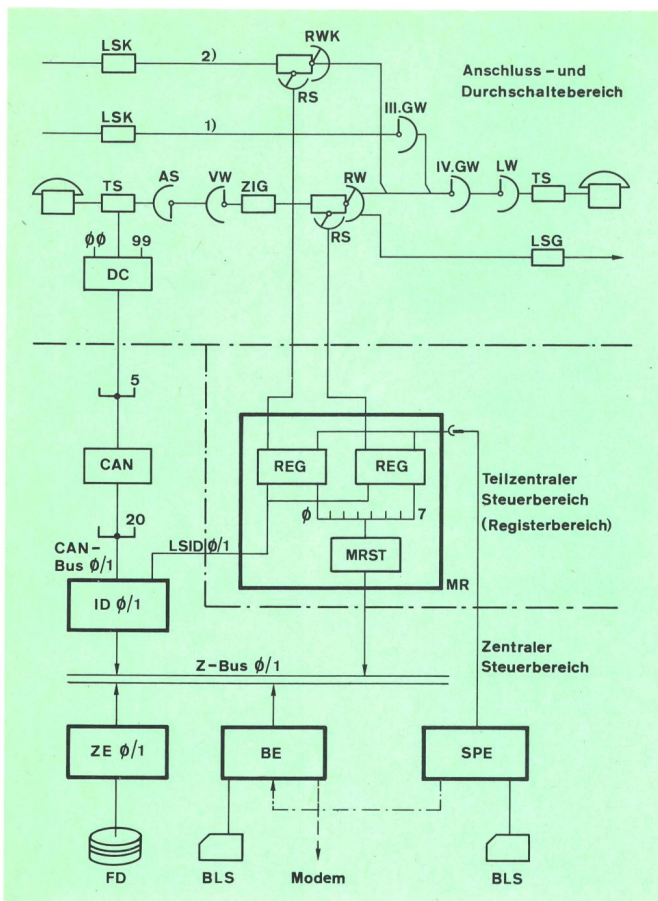 RWK
LSK
2)
RS
Anschluss – und
Durchschaltebereich
LSK
1)
III.GW
AS
VW
ZIG
RW
IV.GW
LW
TS
TS
RS
LSG
ØØ
99
DC
5
CAN
REG
REG
Teilzentraler
Steuerbereich
(Registerbereich)
Ø
7
20
CAN–
Bus Ø/1
LSID Ø/1
MRST
MR
ID Ø/1
Zentraler
Steuerbereich
Z–Bus Ø/1
ZE Ø/1
BE
SPE
FD
BLS
Modem
BLS